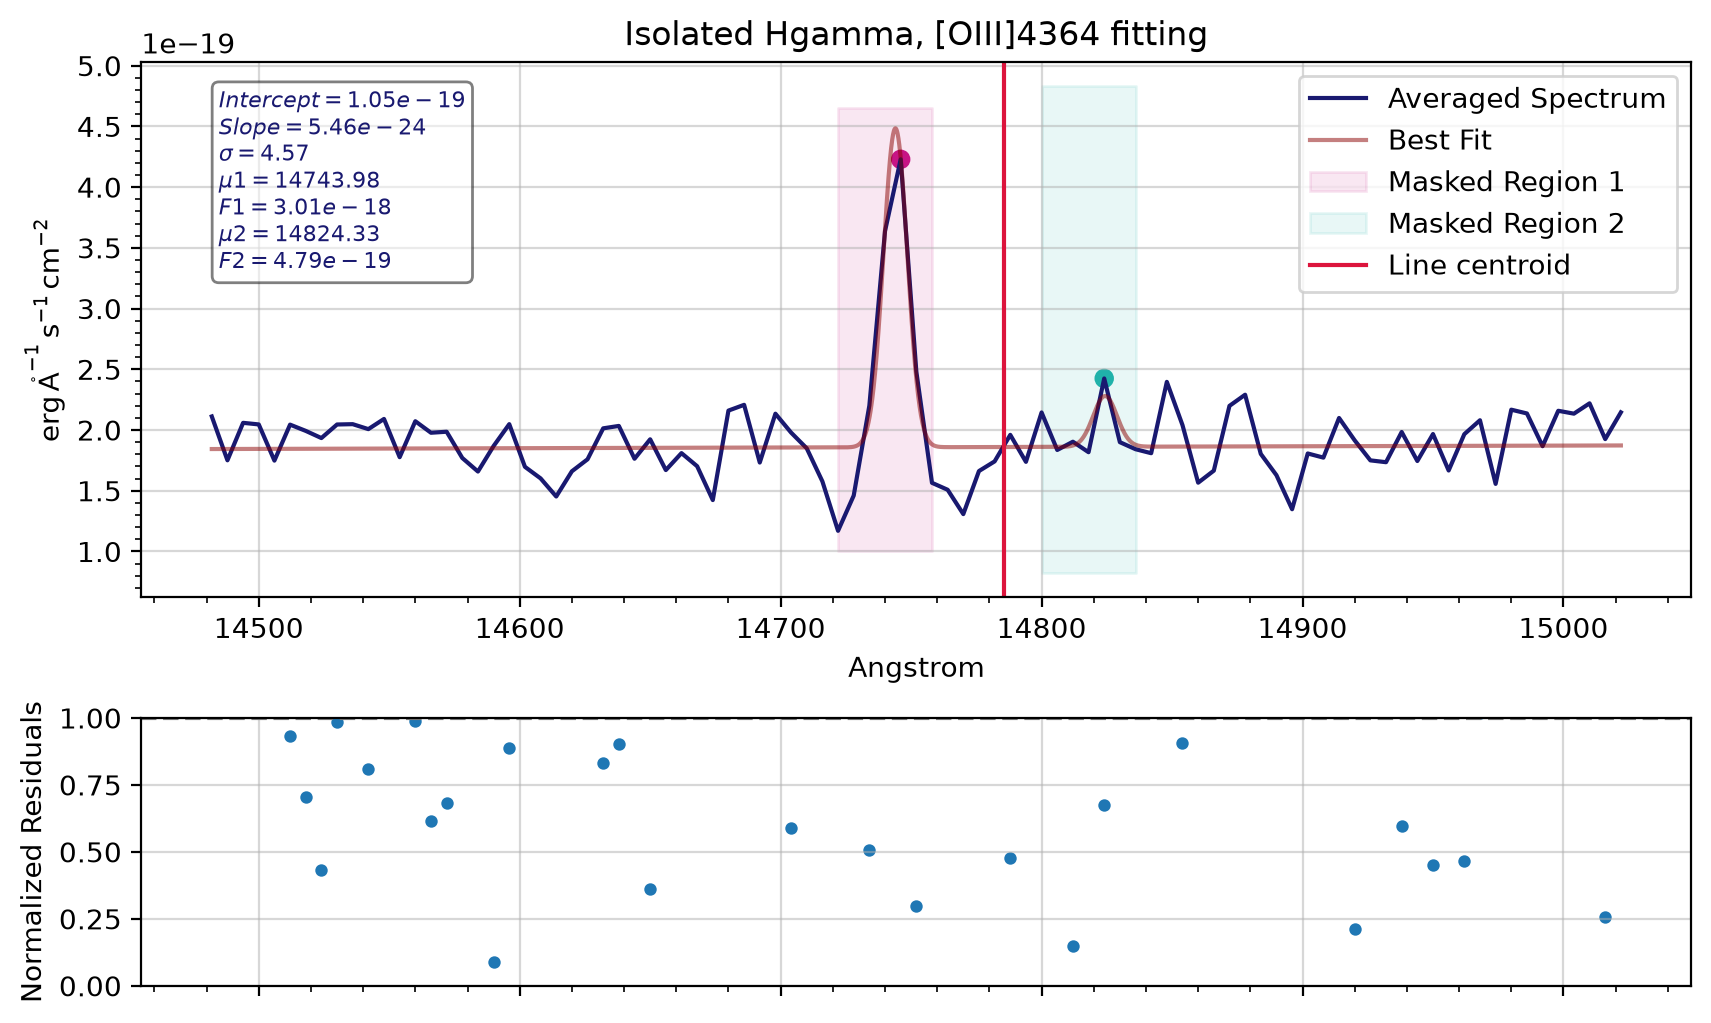 Isolated Hgamma, [OIII]4364 fitting
1e−19
5.0
4.5
4.0
3.5
3.0
2.5
2.0
1.5
1.0
erg Å⁻¹ s⁻¹ cm⁻²
Intercept = 1.05e − 19
Slope = 5.46e − 24
σ = 4.57
μ1 = 14743.98
F1 = 3.01e − 18
μ2 = 14824.33
F2 = 4.79e − 19
Averaged Spectrum
Best Fit
Masked Region 1
Masked Region 2
Line centroid
14500 14600 14700 14800 14900 15000
Angstrom
1.00
0.75
0.50
0.25
0.00
Normalized Residuals